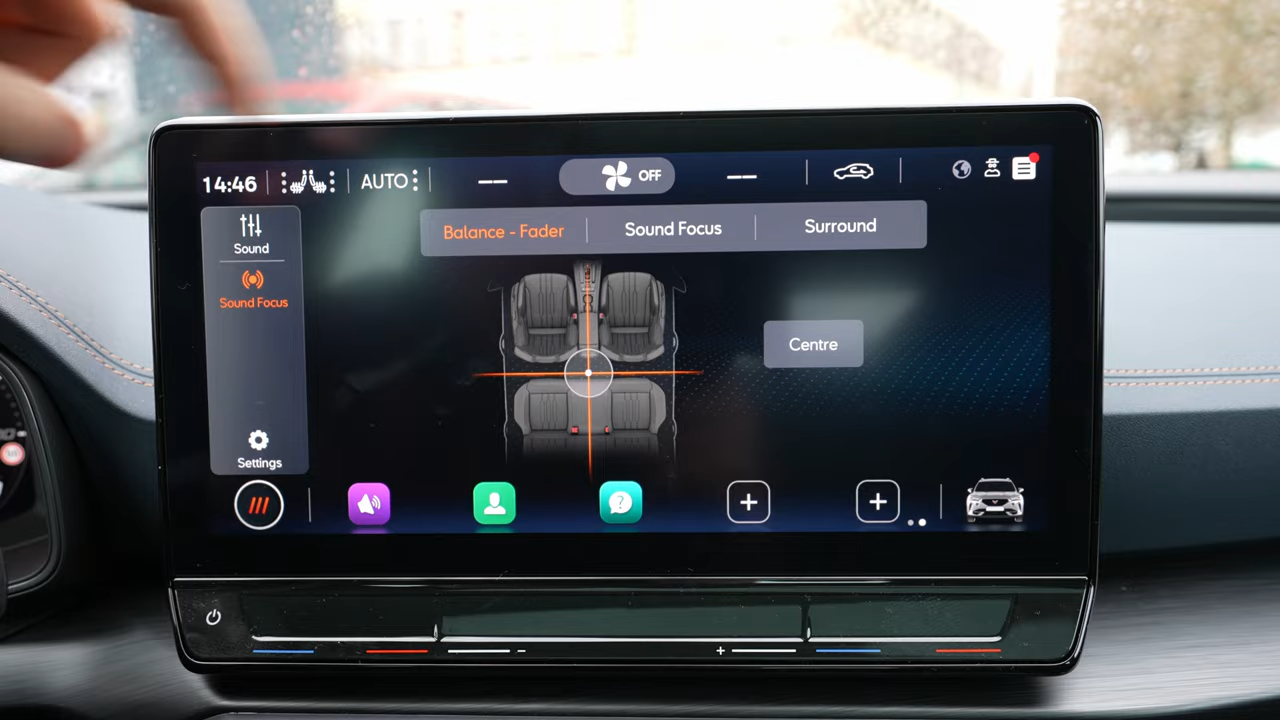 14:46
AUTO
OFF
Sound
Sound Focus
Settings
Balance - Fader
Sound Focus
Surround
Centre